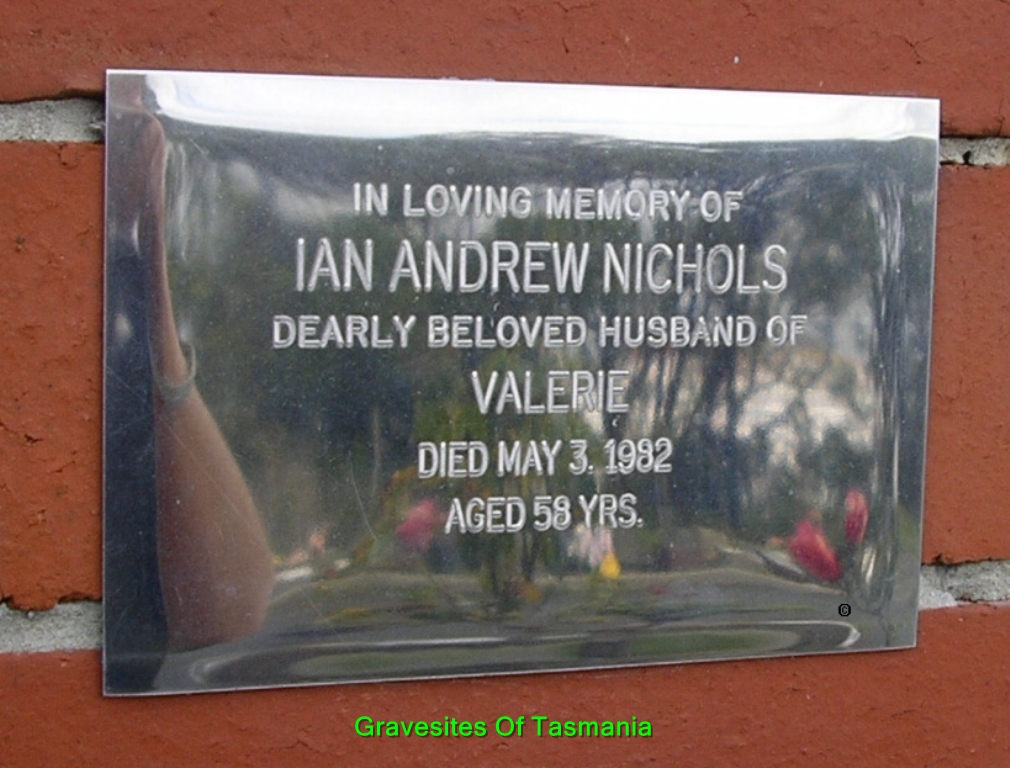 IN LOVING MEMORY OF
IAN ANDREW NICHOLS
DEARLY BELOVED HUSBAND OF
VALERIE
DIED MAY 3, 1982
AGED 58 YRS.
©
Gravesites Of Tasmania